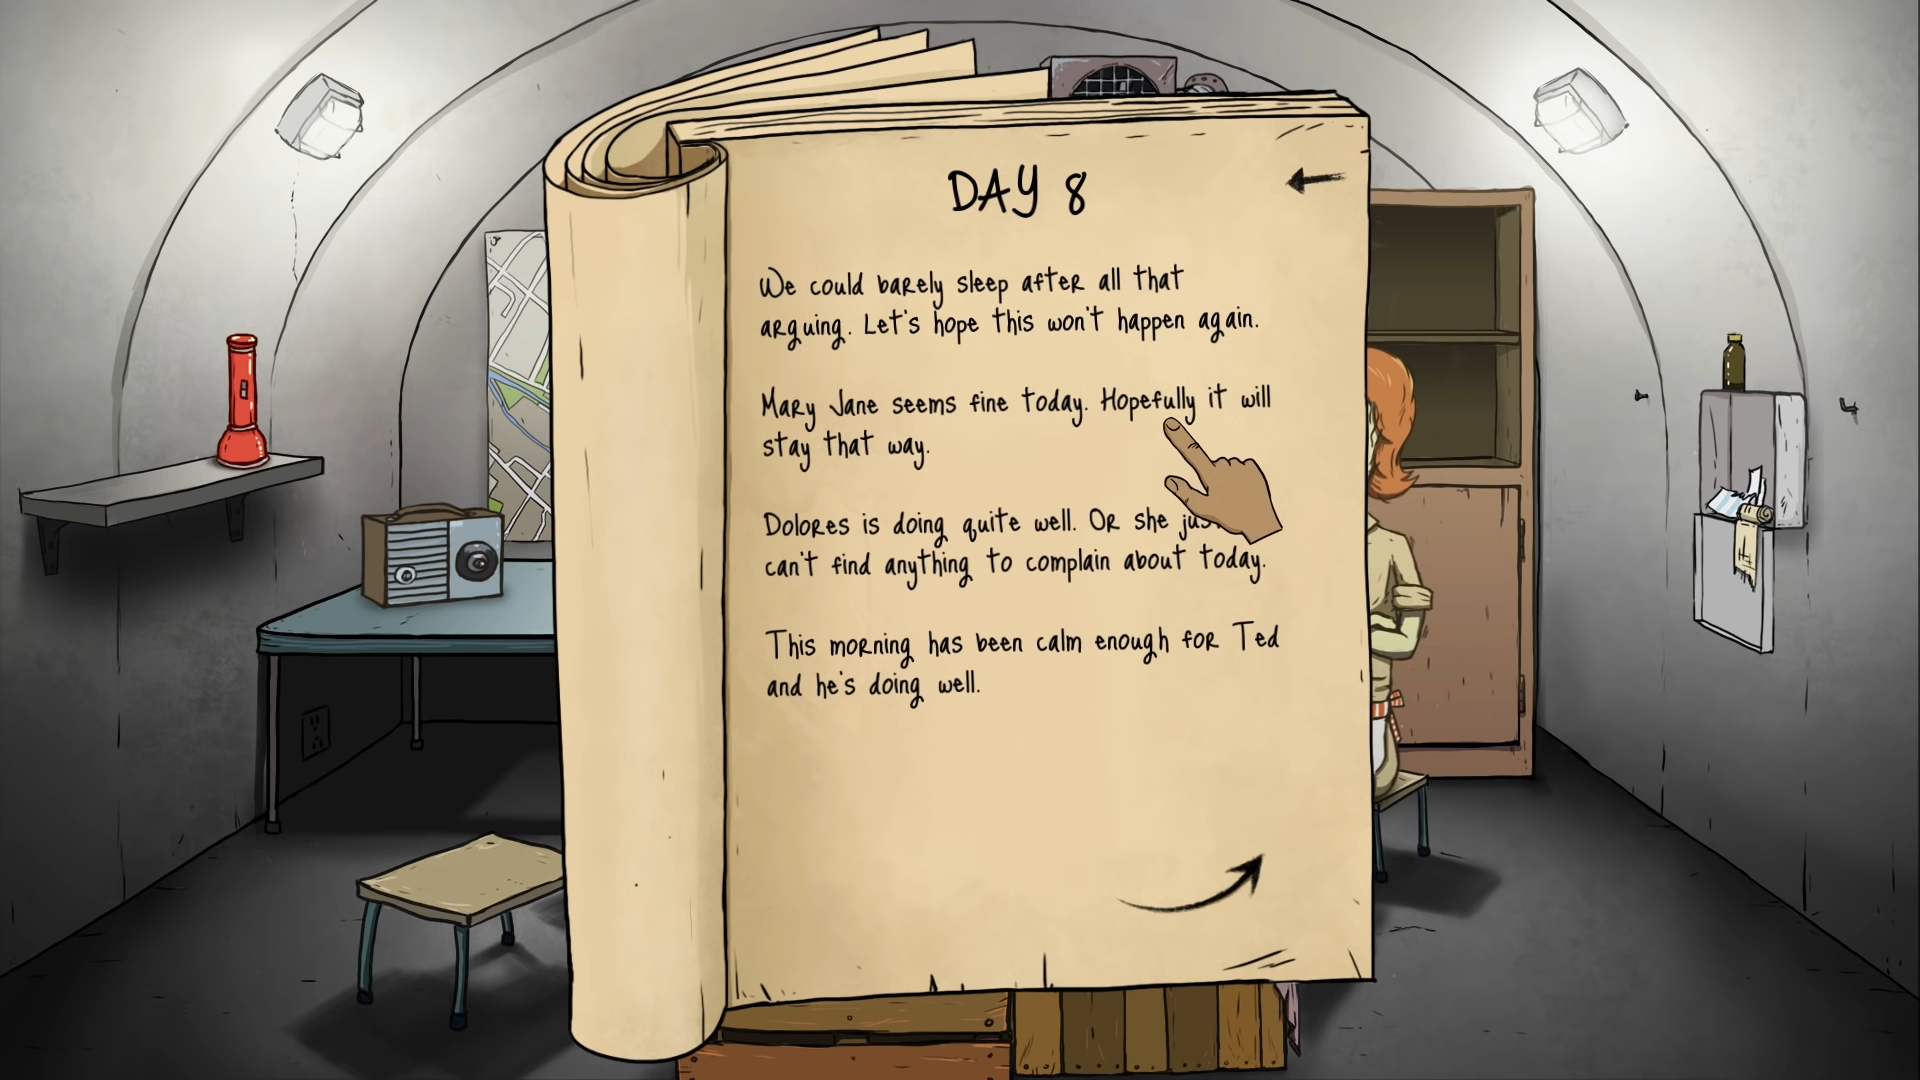 DAY 8
We could barely sleep after all that
arguing. Let's hope this won't happen again.
Mary Jane seems fine today. Hopefully it will
stay that way.
Dolores is doing quite well. Or she
can't find anything to complain about today.
This morning has been calm enough for Ted
and he's doing well.